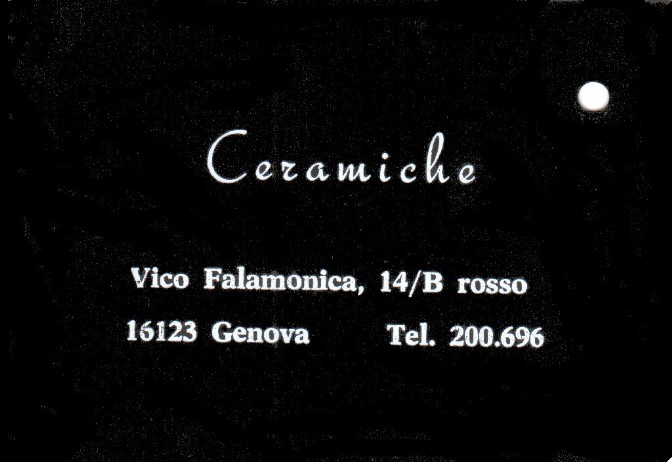 Ceramiche
Vico Falamonica, 14/B rosso
16123 Genova Tel. 200.696